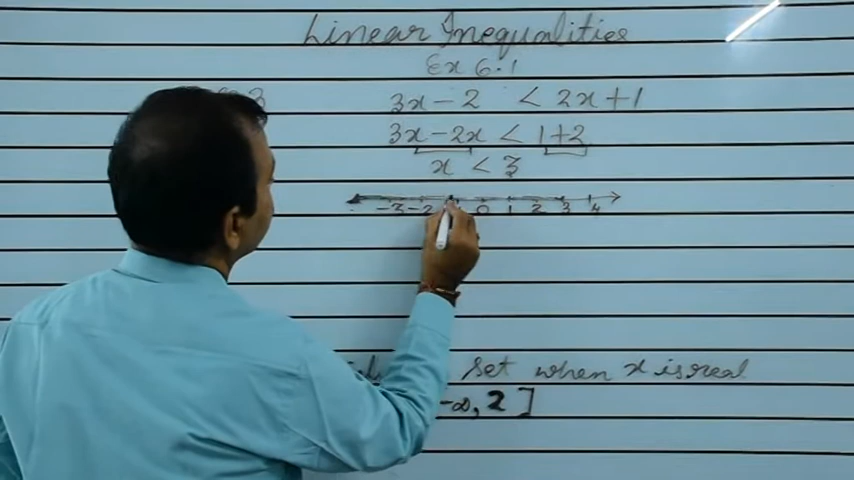 Linear Inequalities
Ex 6.1
3x - 2 < 2x + 1
3x - 2x < 1 + 2
x < 3
-3 -2 0 1 2 3 4
Set when x is real
-∞, 2 ]